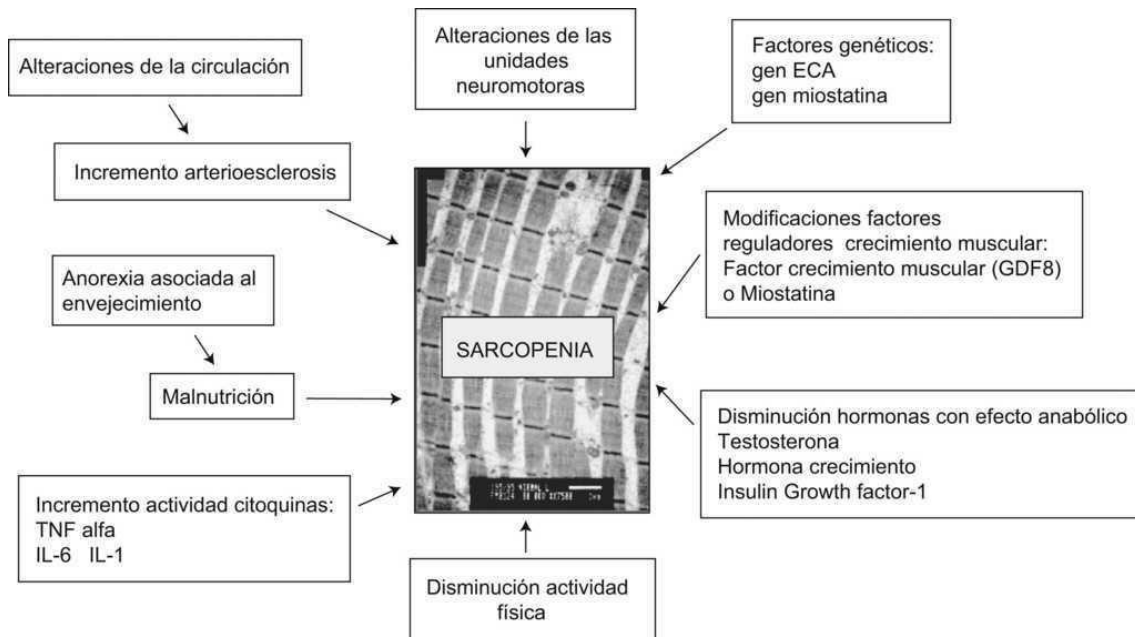 Alteraciones de la circulación
Incremento arterioesclerosis
Anorexia asociada al
envejecimiento
Malnutrición
Incremento actividad citoquinas:
TNF alfa
IL-6 IL-1
Alteraciones de las
unidades
neuromotoras
SARCOPENIA
Disminución actividad
física
Factores genéticos:
gen ECA
gen miostatina
Modificaciones factores
reguladores crecimiento muscular:
Factor crecimiento muscular (GDF8)
o Miostatina
Disminución hormonas con efecto anabólico
Testosterona
Hormona crecimiento
Insulin Growth factor-1